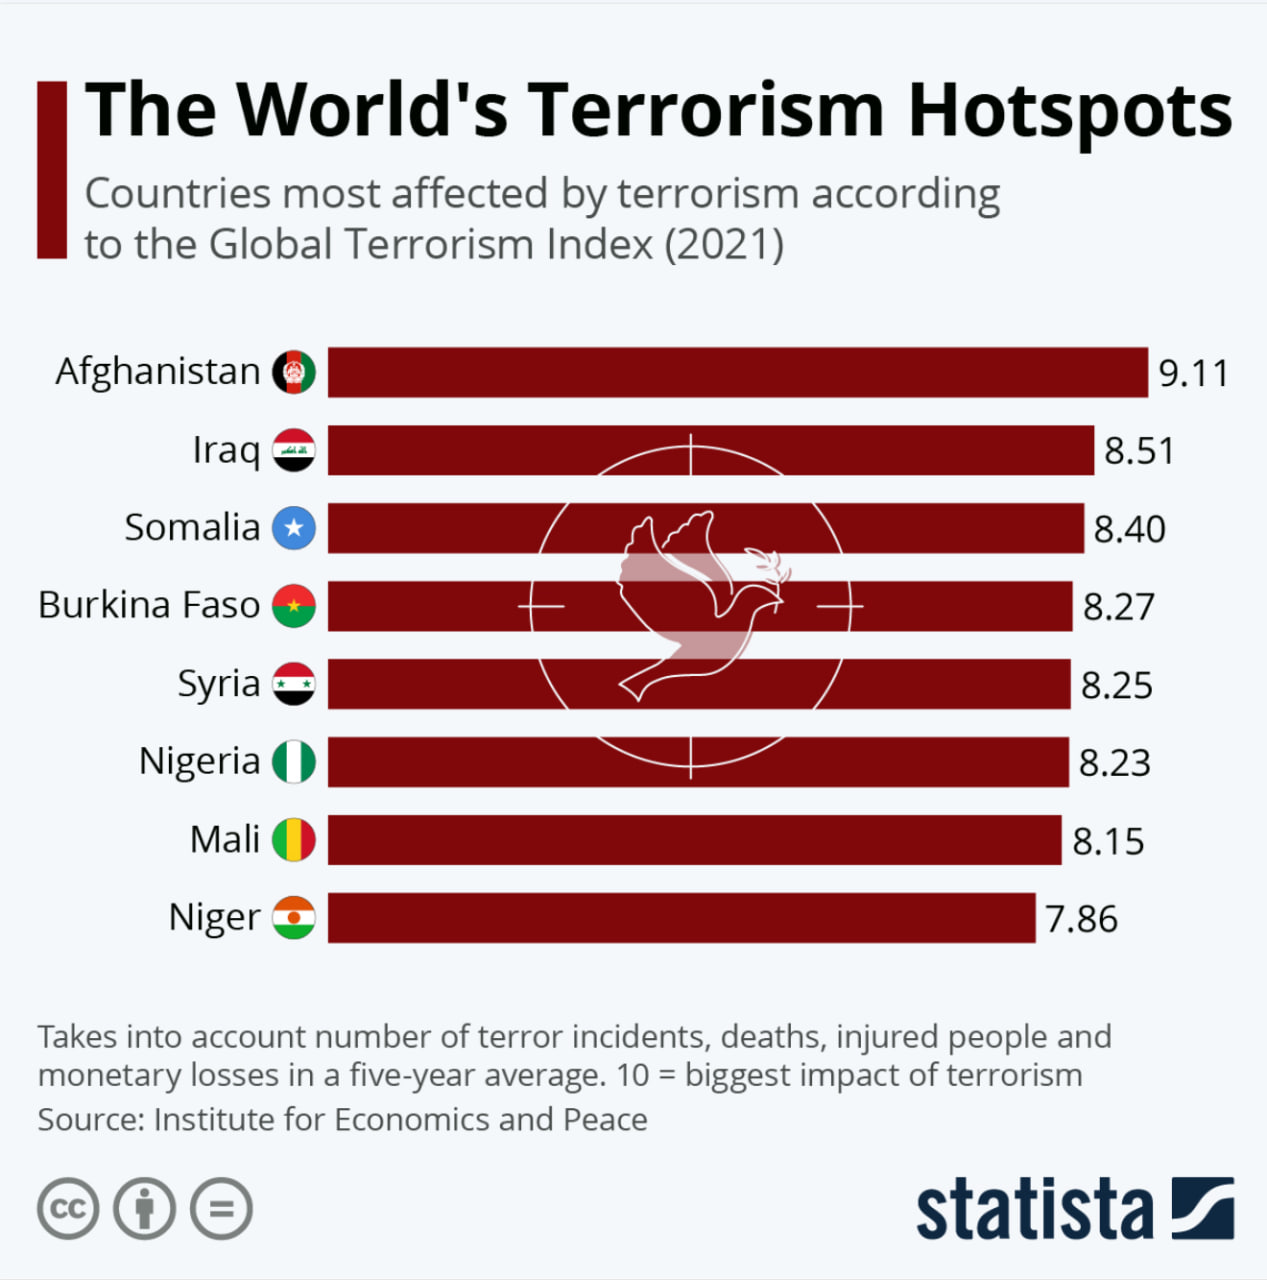 The World's Terrorism Hotspots
Countries most affected by terrorism according
to the Global Terrorism Index (2021)
Afghanistan 9.11
Iraq 8.51
Somalia 8.40
Burkina Faso 8.27
Syria 8.25
Nigeria 8.23
Mali 8.15
Niger 7.86
Takes into account number of terror incidents, deaths, injured people and
monetary losses in a five-year average. 10 = biggest impact of terrorism
Source: Institute for Economics and Peace
cc =
statista